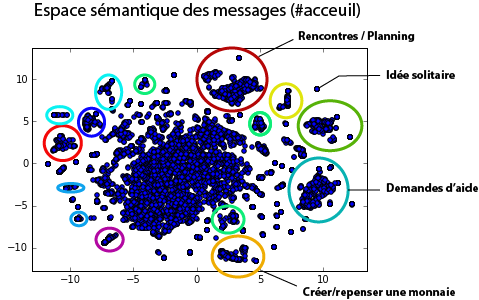 Espace sémantique des messages (#acceuil)
Rencontres / Planning
Idée solitaire
Demandes d'aide
Créer/repenser une monnaie
10
5
0
−5
−10
−10
−5
0
5
10